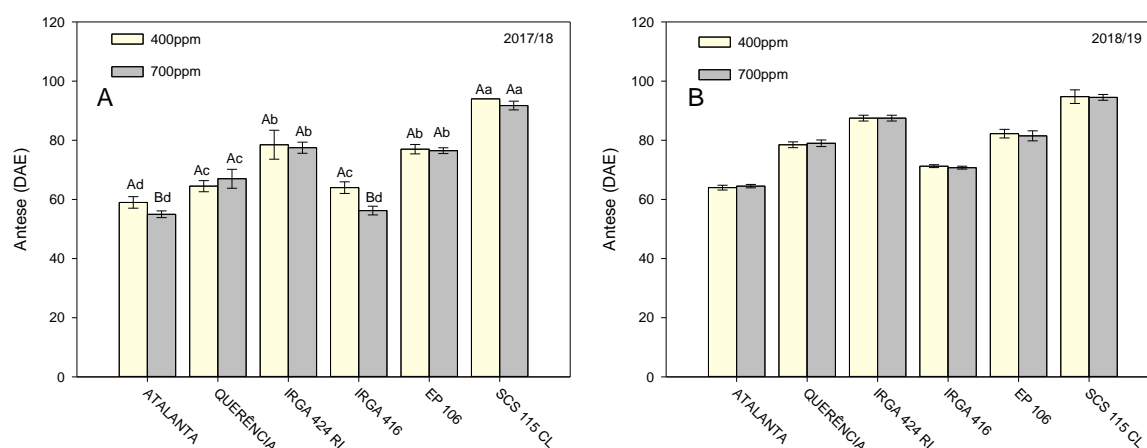 120
100
80
60
40
20
0
Antese (DAE)
400ppm
700ppm
2017/18
A
Ad
Bd
Ac
Ac
Ab
Ab
Ac
Bd
Ab
Ab
Aa
Aa
ATALANTA
QUERÊNCIA
IRGA 424 RI
IRGA 416
EP 106
SCS 115 CL
120
100
80
60
40
20
0
Antese (DAE)
400ppm
700ppm
2018/19
B
ATALANTA
QUERÊNCIA
IRGA 424 RI
IRGA 416
EP 106
SCS 115 CL